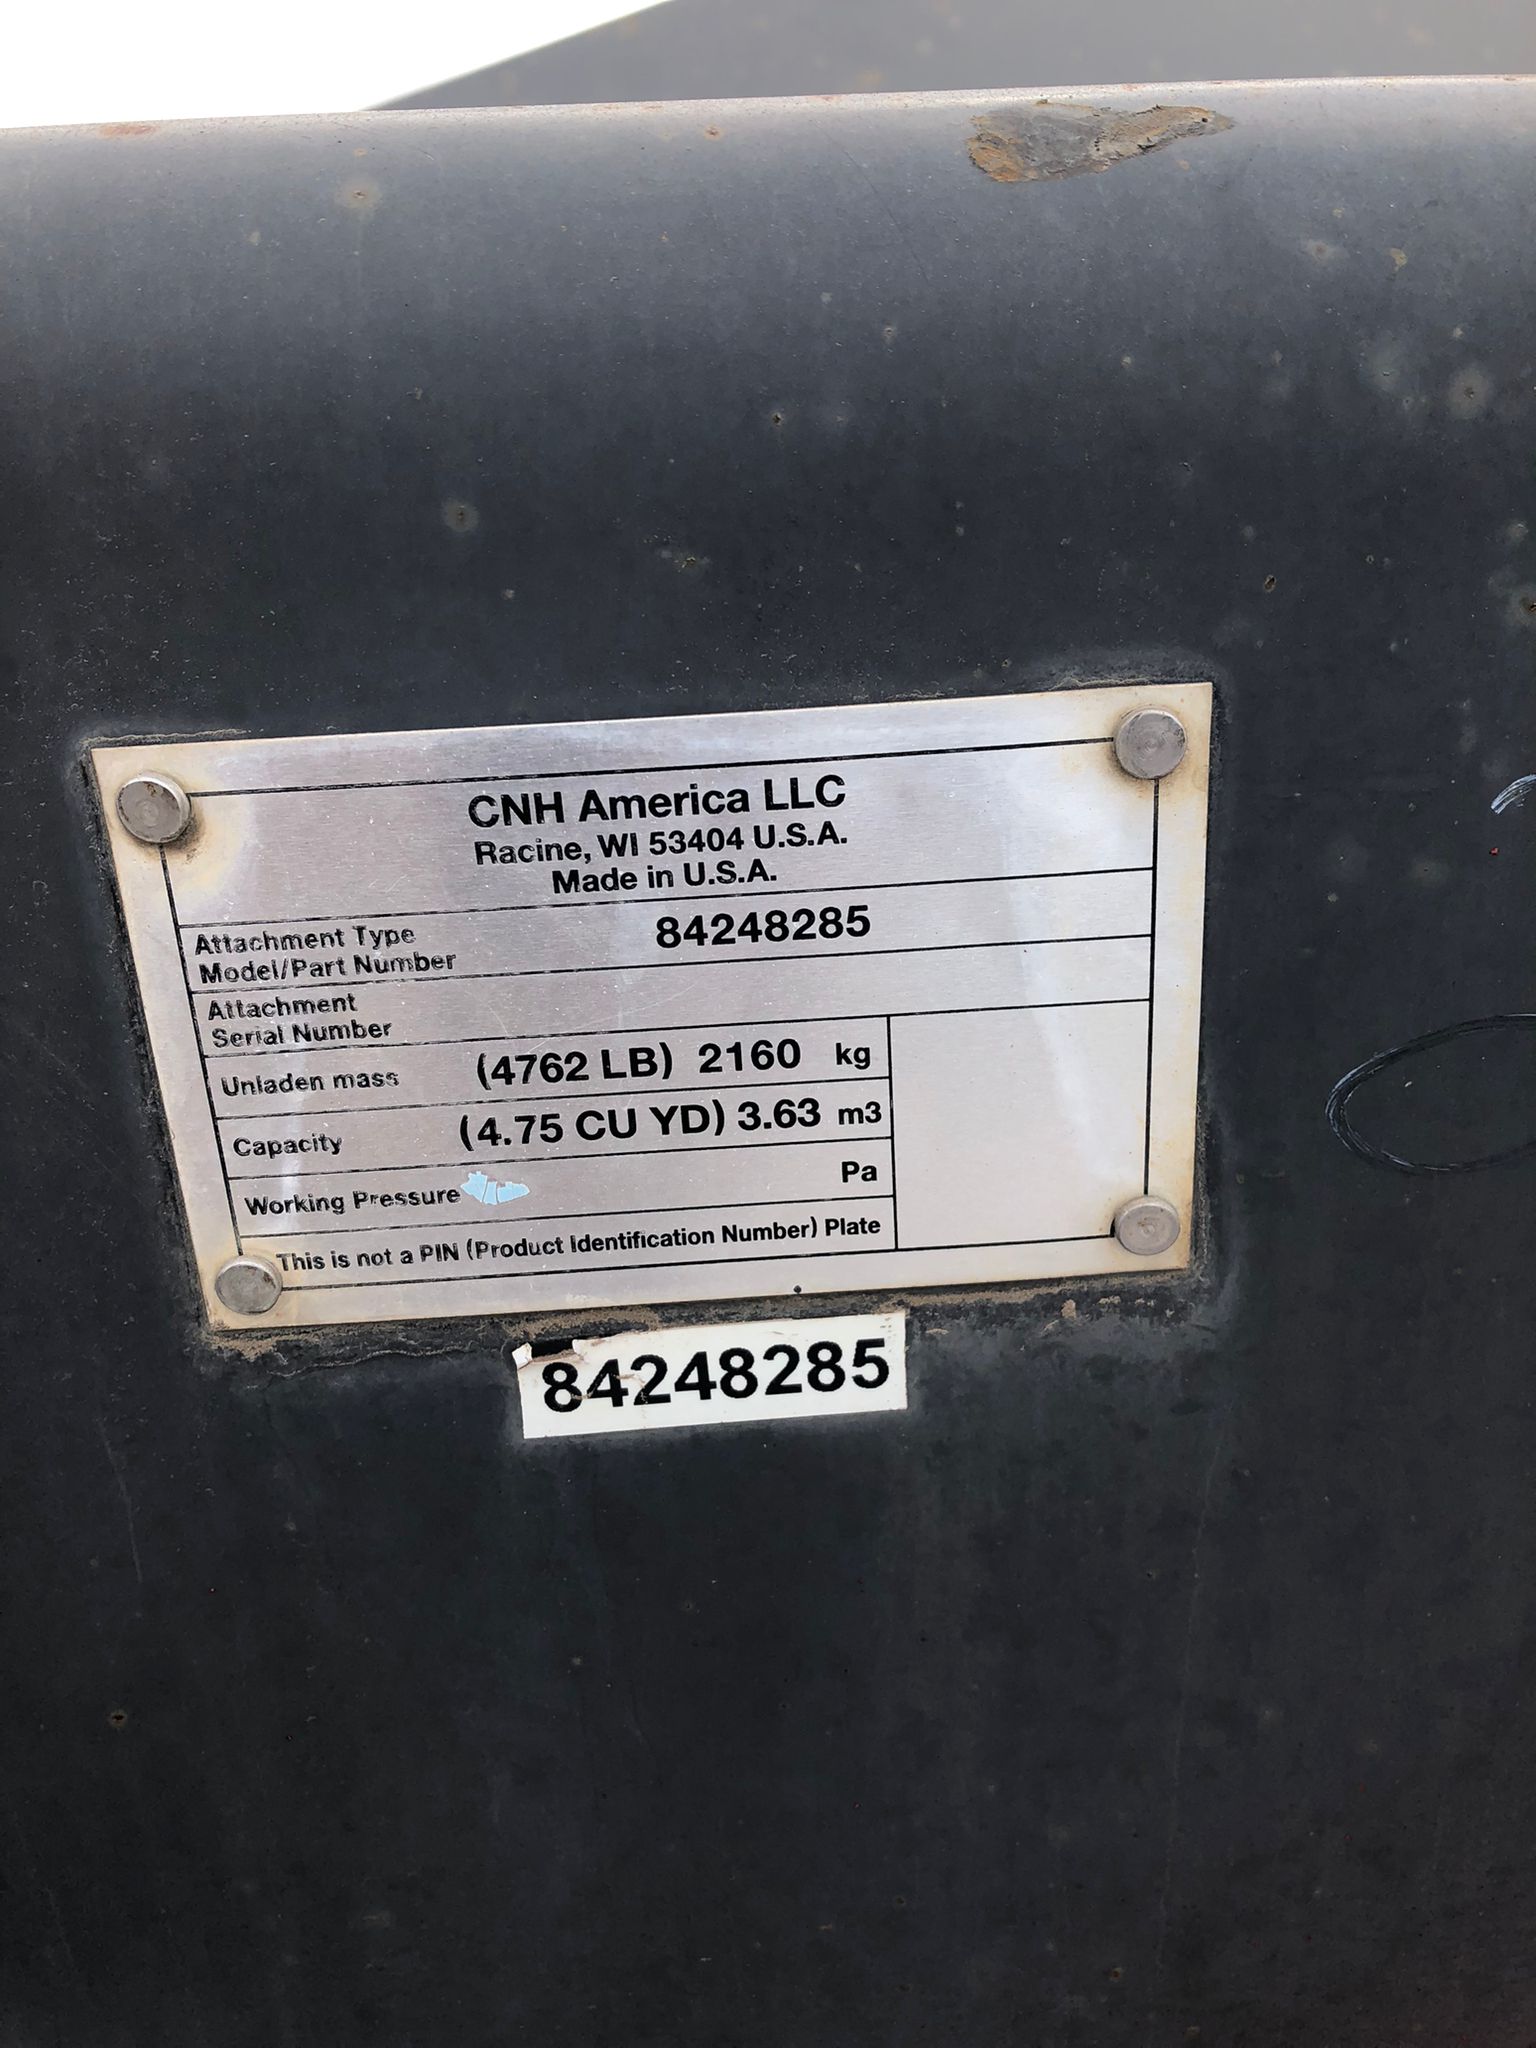 CNH America LLC
Racine, WI 53404 U.S.A.
Made in U.S.A.
Attachment Type
Model/Part Number 84248285
Attachment
Serial Number
Unladen mass (4762 LB) 2160 kg
Capacity (4.75 CU YD) 3.63 m3
Working Pressure Pa
This is not a PIN (Product Identification Number) Plate
84248285